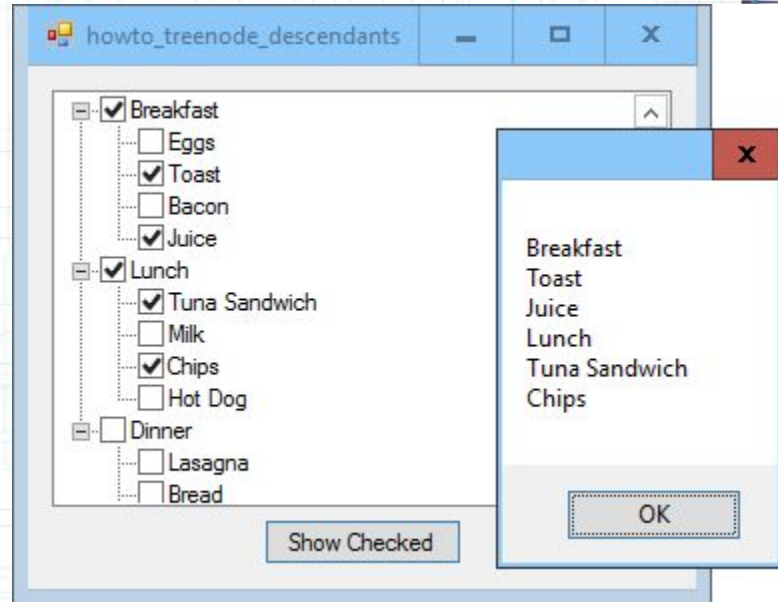 howto_treenode_descendants
Breakfast
Eggs
Toast
Bacon
Juice
Lunch
Tuna Sandwich
Milk
Chips
Hot Dog
Dinner
Lasagna
Bread
Show Checked
x
Breakfast
Toast
Juice
Lunch
Tuna Sandwich
Chips
OK